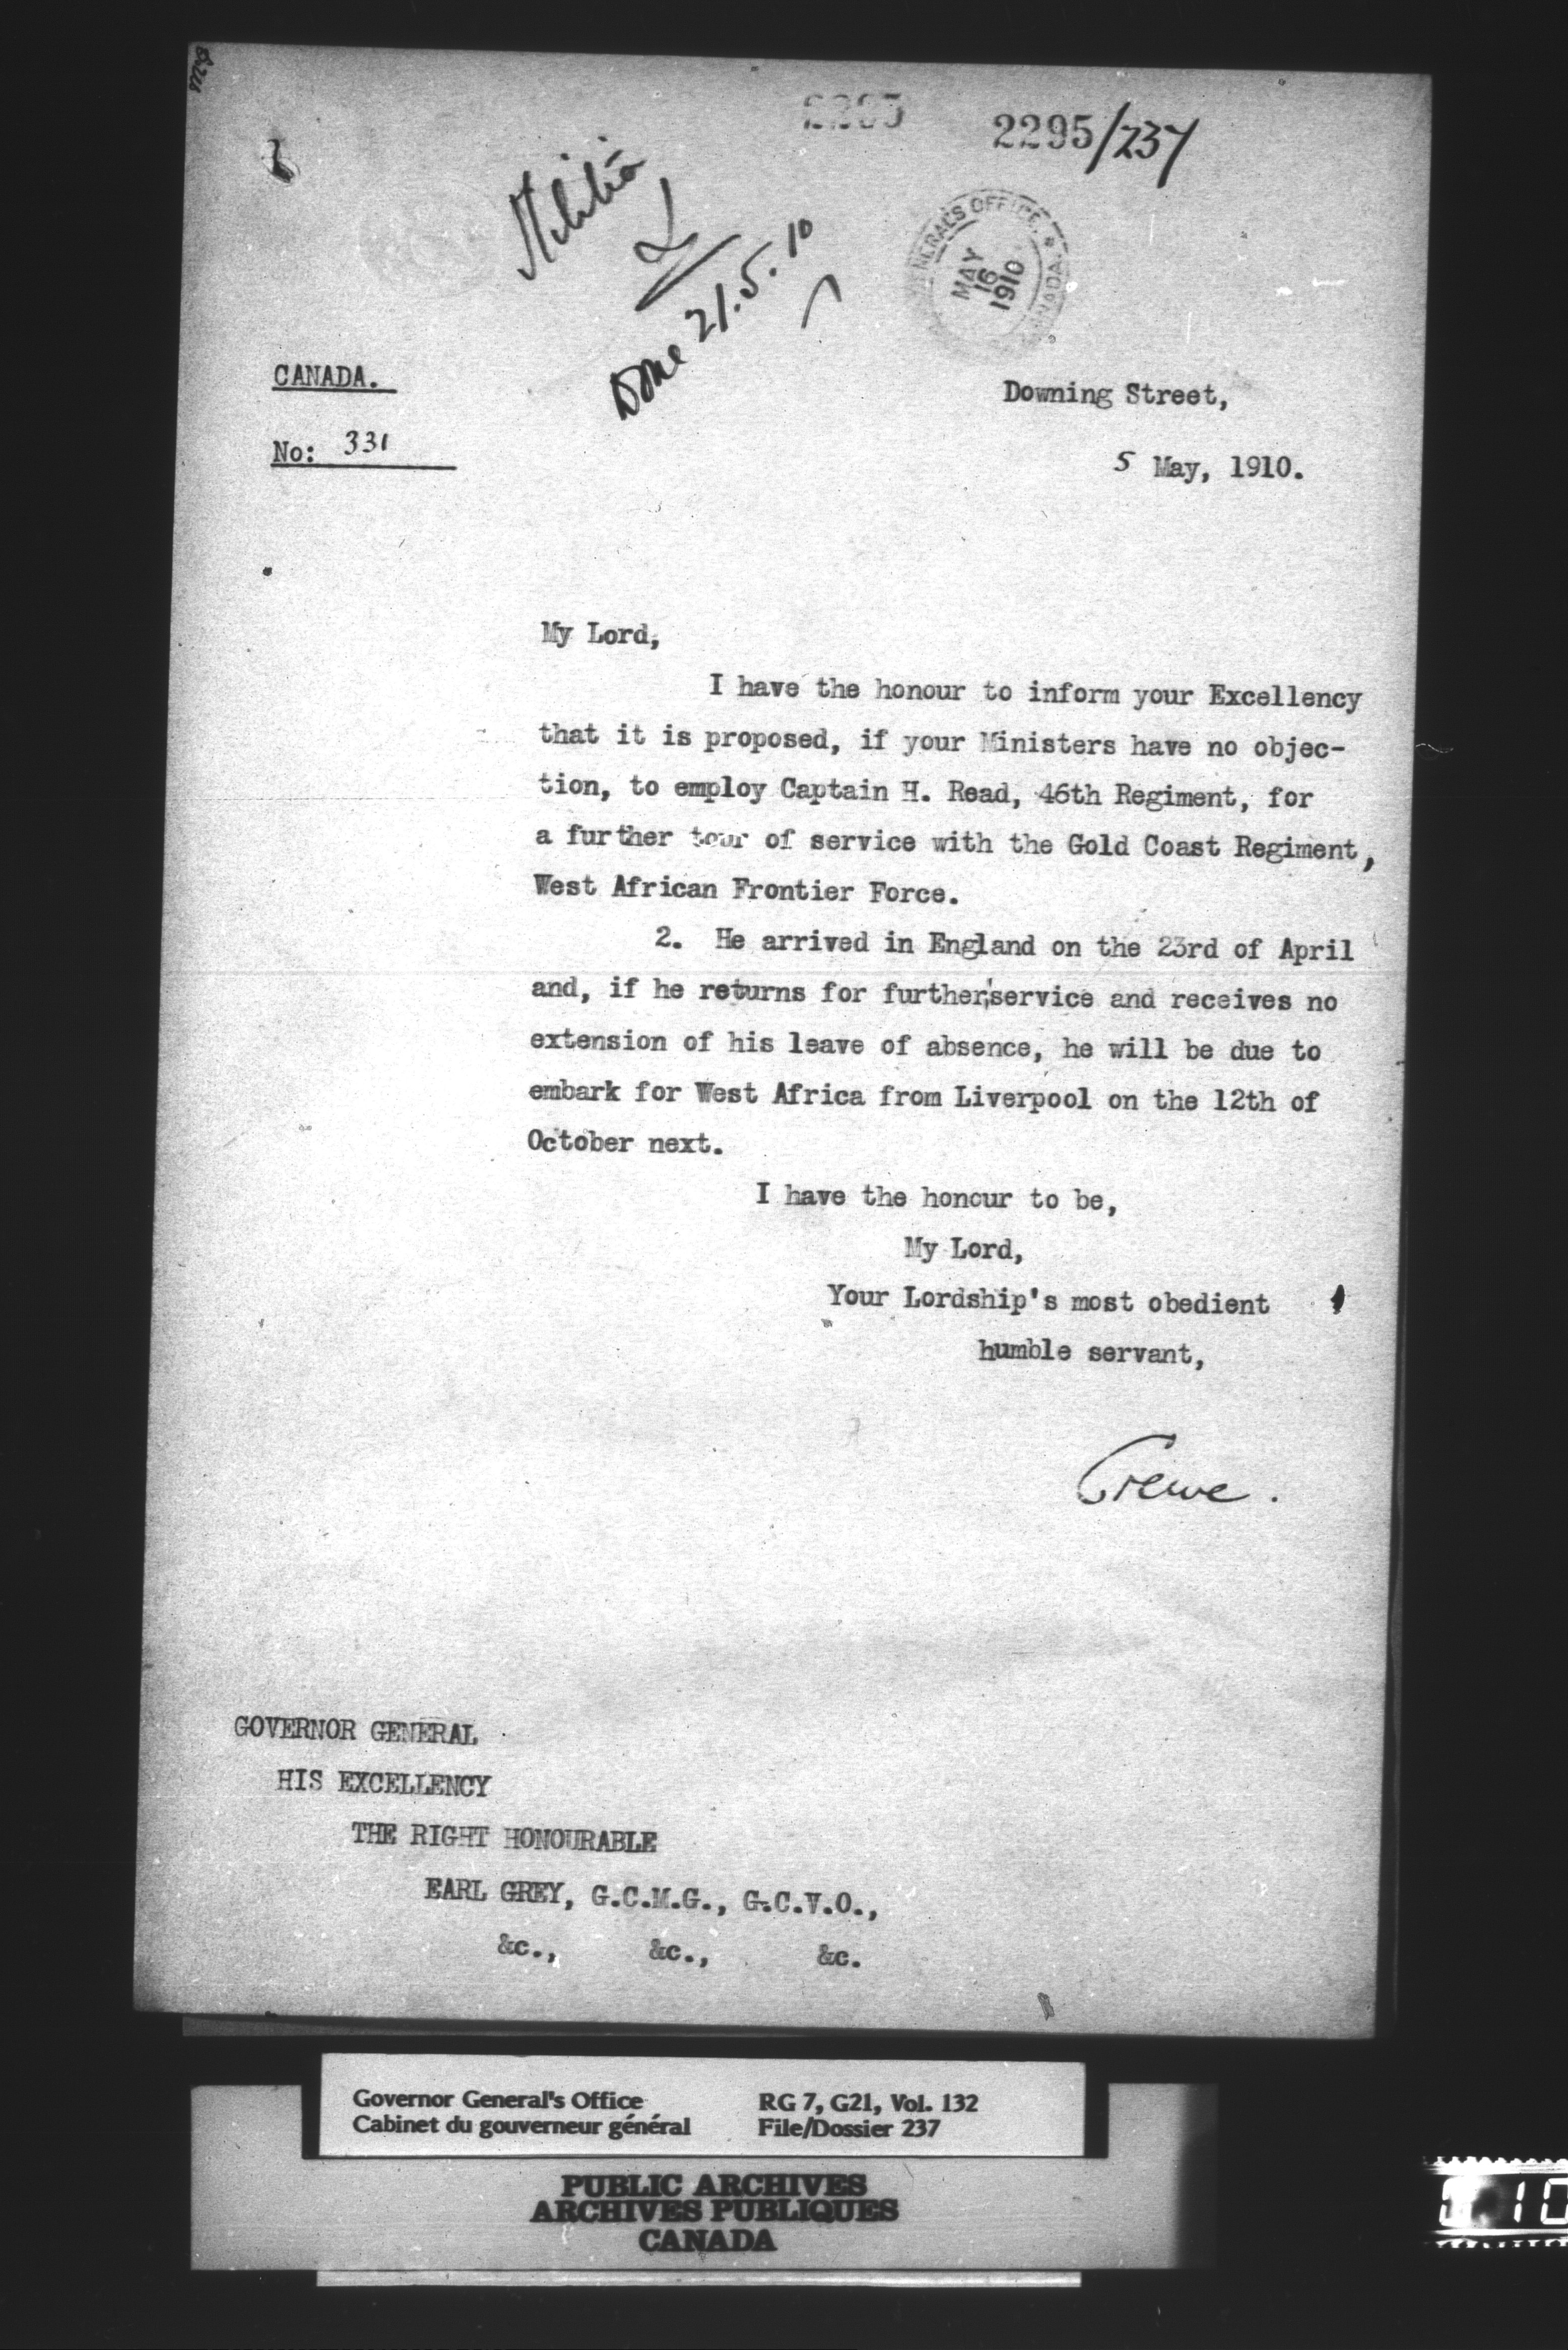 2295/237
Militia
Done 21.5.10
GENERAL'S OFFICE,
CANADA.
MAY
16
1910
CANADA.
Downing Street,
No: 331
5 May, 1910.
My Lord,
I have the honour to inform your Excellency
that it is proposed, if your Ministers have no objec-
tion, to employ Captain H. Read, 46th Regiment, for
a further tour of service with the Gold Coast Regiment,
West African Frontier Force.
2. He arrived in England on the 23rd of April
and, if he returns for further service and receives no
extension of his leave of absence, he will be due to
embark for West Africa from Liverpool on the 12th of
October next.
I have the honour to be,
My Lord,
Your Lordship's most obedient
humble servant,
Crewe.
GOVERNOR GENERAL
HIS EXCELLENCY
THE RIGHT HONOURABLE
EARL GREY, G.C.M.G., G.C.V.O.,
&c., &c., &c.
Governor General's Office RG 7, G21, Vol. 132
Cabinet du gouverneur général File/Dossier 237
PUBLIC ARCHIVES
ARCHIVES PUBLIQUES
CANADA